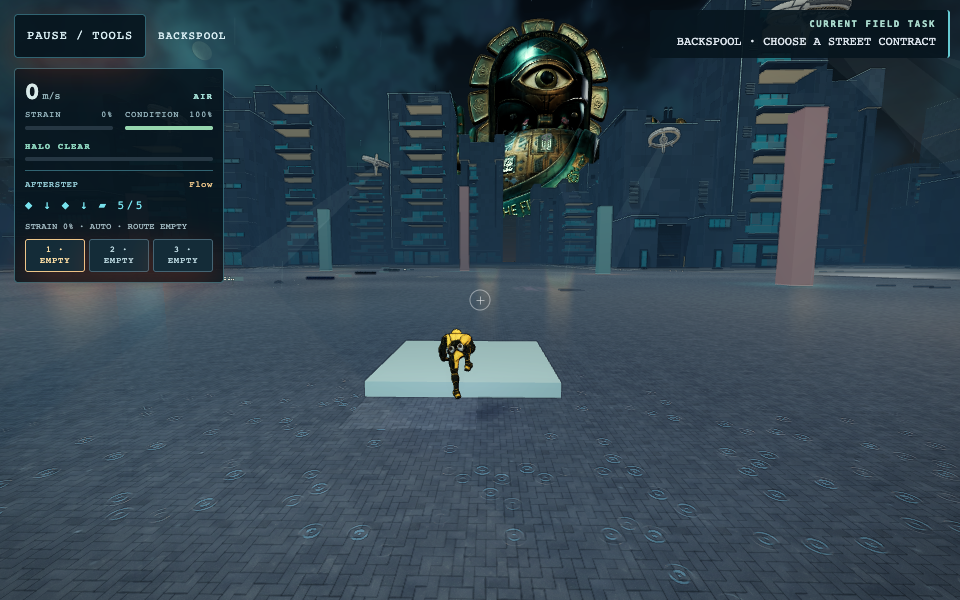 PAUSE / TOOLS
BACKSPOOL
CURRENT FIELD TASK
BACKSPOOL · CHOOSE A STREET CONTRACT
0 m/s
AIR
STRAIN 0%
CONDITION 100%
HALO CLEAR
AFTERSTEP
Flow
◆ ↓ ◆ ↓ ▰ 5/5
STRAIN 0% · AUTO · ROUTE EMPTY
1 · EMPTY
2 · EMPTY
3 · EMPTY